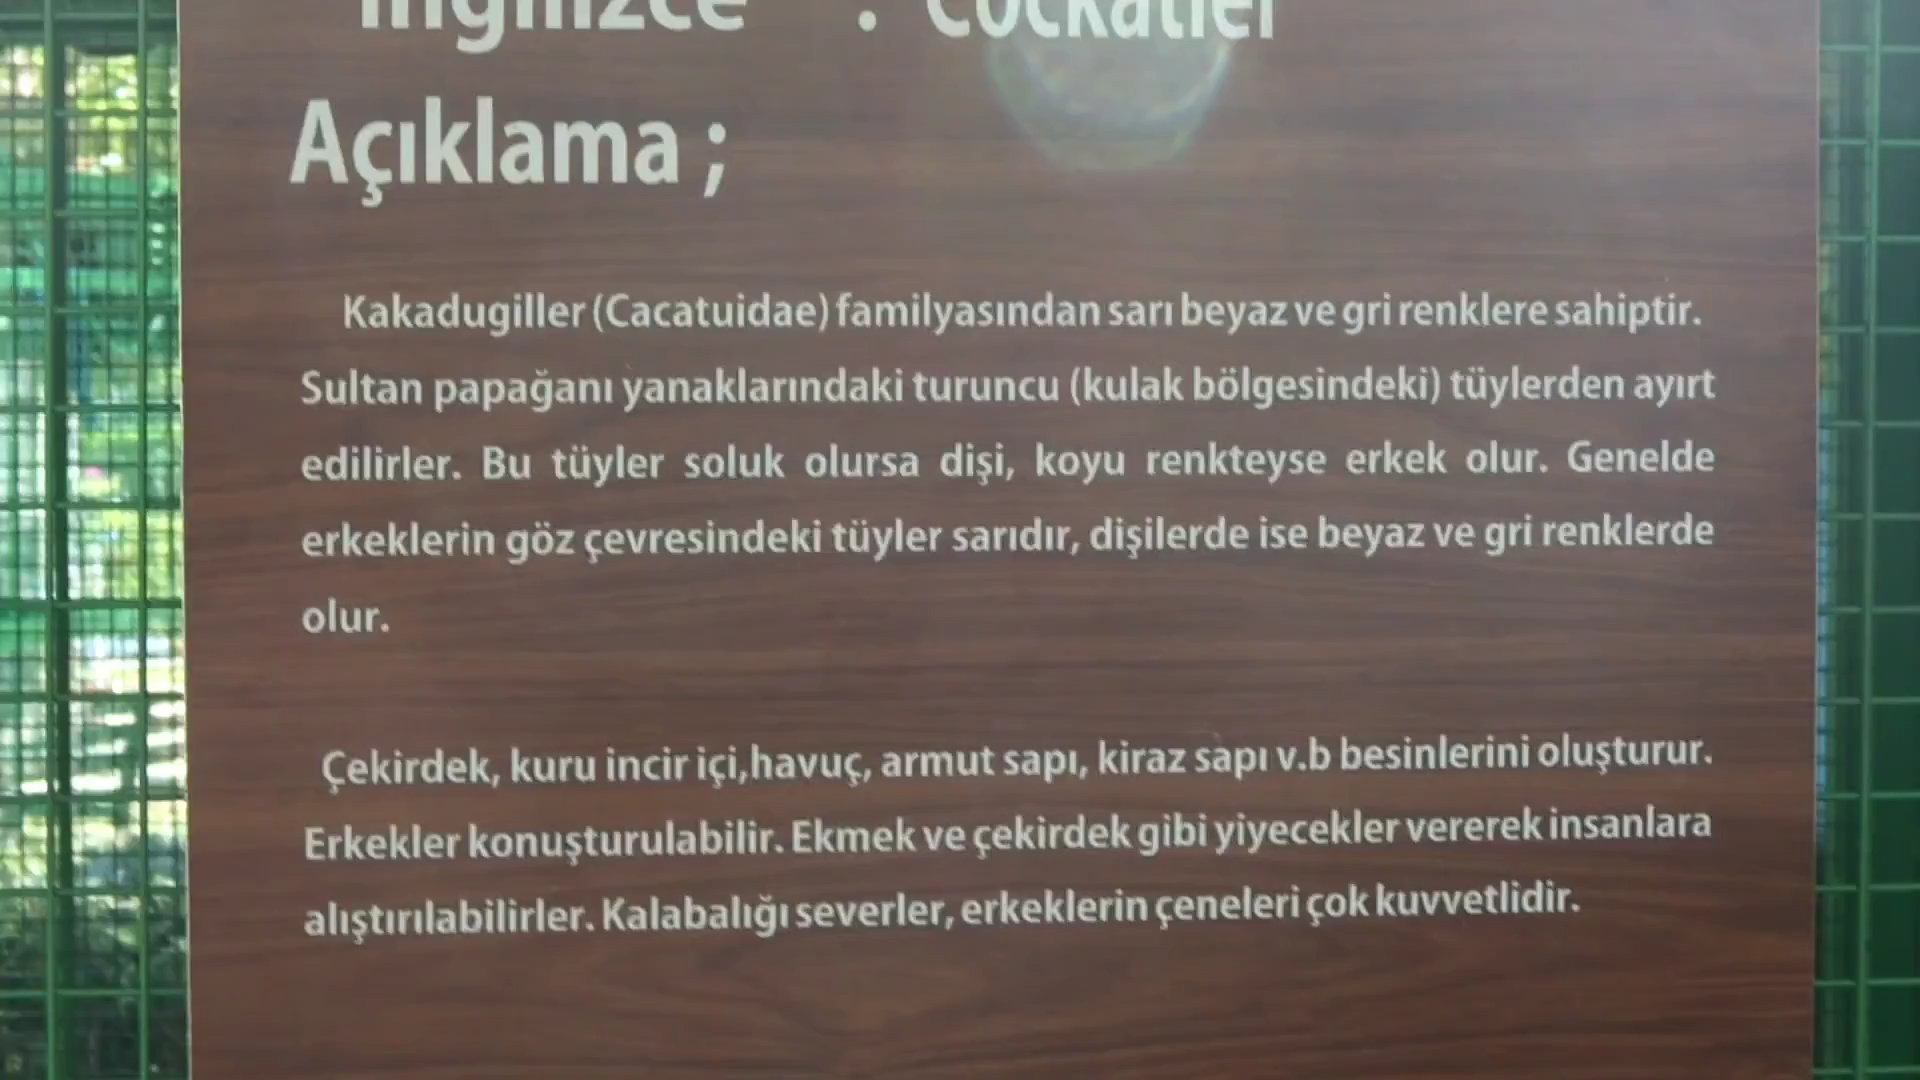 İngilizce : Cockatiel
Açıklama ;
Kakadugiller (Cacatuidae) familyasından sarı beyaz ve gri renklere sahiptir.
Sultan papağanı yanaklarındaki turuncu (kulak bölgesindeki) tüylerden ayırt
edilirler. Bu tüyler soluk olursa dişi, koyu renkteyse erkek olur. Genelde
erkeklerin göz çevresindeki tüyler sarıdır, dişilerde ise beyaz ve gri renklerde
olur.
Çekirdek, kuru incir içi,havuç, armut sapı, kiraz sapı v.b besinlerini oluşturur.
Erkekler konuşturulabilir. Ekmek ve çekirdek gibi yiyecekler vererek insanlara
alıştırılabilirler. Kalabalığı severler, erkeklerin çeneleri çok kuvvetlidir.